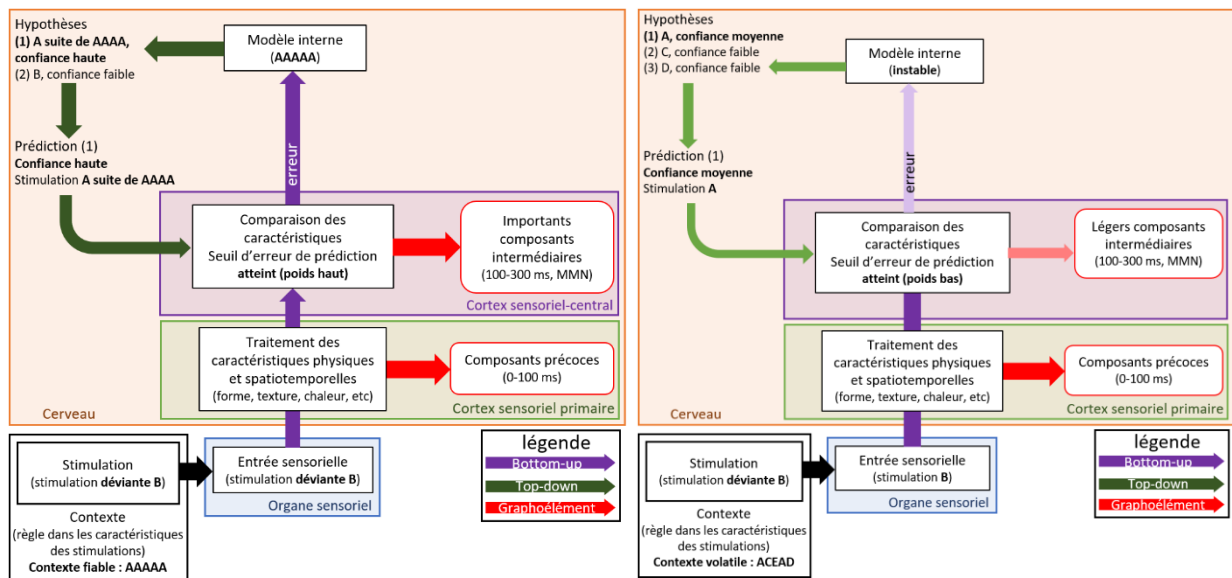 Hypothèses
(1) A suite de AAAA,
confiance haute
(2) B, confiance faible
Modèle interne
(AAAAA)
Prédiction (1)
Confiance haute
Stimulation A suite de AAAA
erreur
Comparaison des
caractéristiques
Seuil d'erreur de prédiction
atteint (poids haut)
Importants
composants
intermédiaires
(100-300 ms, MMN)
Cortex sensoriel-central
Traitement des
caractéristiques physiques
et spatiotemporelles
(forme, texture, chaleur, etc)
Composants précoces
(0-100 ms)
Cerveau
Cortex sensoriel primaire
Stimulation
(stimulation déviante B)
Entrée sensorielle
(stimulation déviante B)
Organe sensoriel
Contexte
(règle dans les caractéristiques
des stimulations)
Contexte fiable : AAAAA
légende
Bottom-up
Top-down
Graphoélément
Hypothèses
(1) A, confiance moyenne
(2) C, confiance faible
(3) D, confiance faible
Modèle interne
(instable)
Prédiction (1)
Confiance moyenne
Stimulation A
erreur
Comparaison des
caractéristiques
Seuil d'erreur de prédiction
atteint (poids bas)
Légers composants
intermédiaires
(100-300 ms, MMN)
Cortex sensoriel-central
Traitement des
caractéristiques physiques
et spatiotemporelles
(forme, texture, chaleur, etc)
Composants précoces
(0-100 ms)
Cerveau
Cortex sensoriel primaire
Stimulation
(stimulation déviante B)
Entrée sensorielle
(stimulation B)
Organe sensoriel
Contexte
(règle dans les caractéristiques
des stimulations)
Contexte volatile : ACEAD
légende
Bottom-up
Top-down
Graphoélément